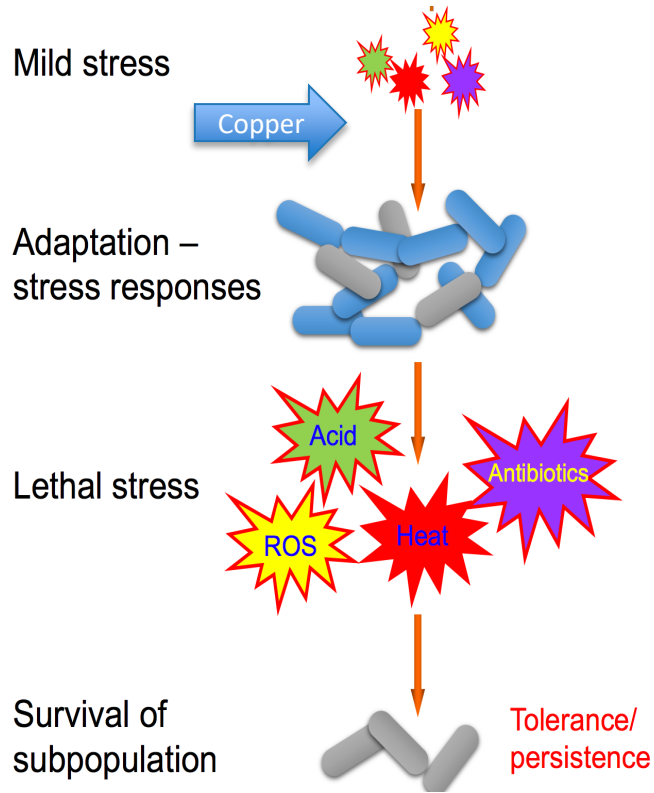 Mild stress
Copper
Adaptation –
stress responses
Acid
Antibiotics
Lethal stress
ROS
Heat
Survival of
subpopulation
Tolerance/
persistence